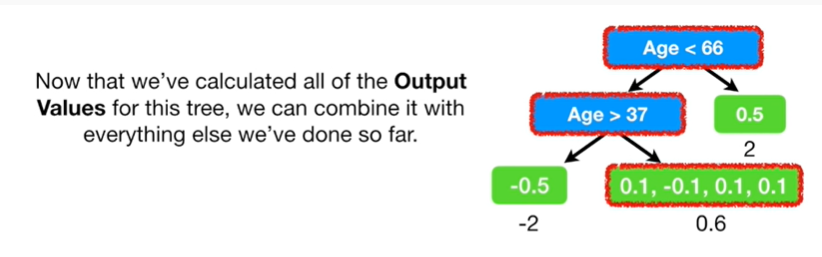 Now that we've calculated all of the Output
Values for this tree, we can combine it with
everything else we've done so far.
Age < 66
Age > 37
0.5
2
-0.5
0.1, -0.1, 0.1, 0.1
-2
0.6